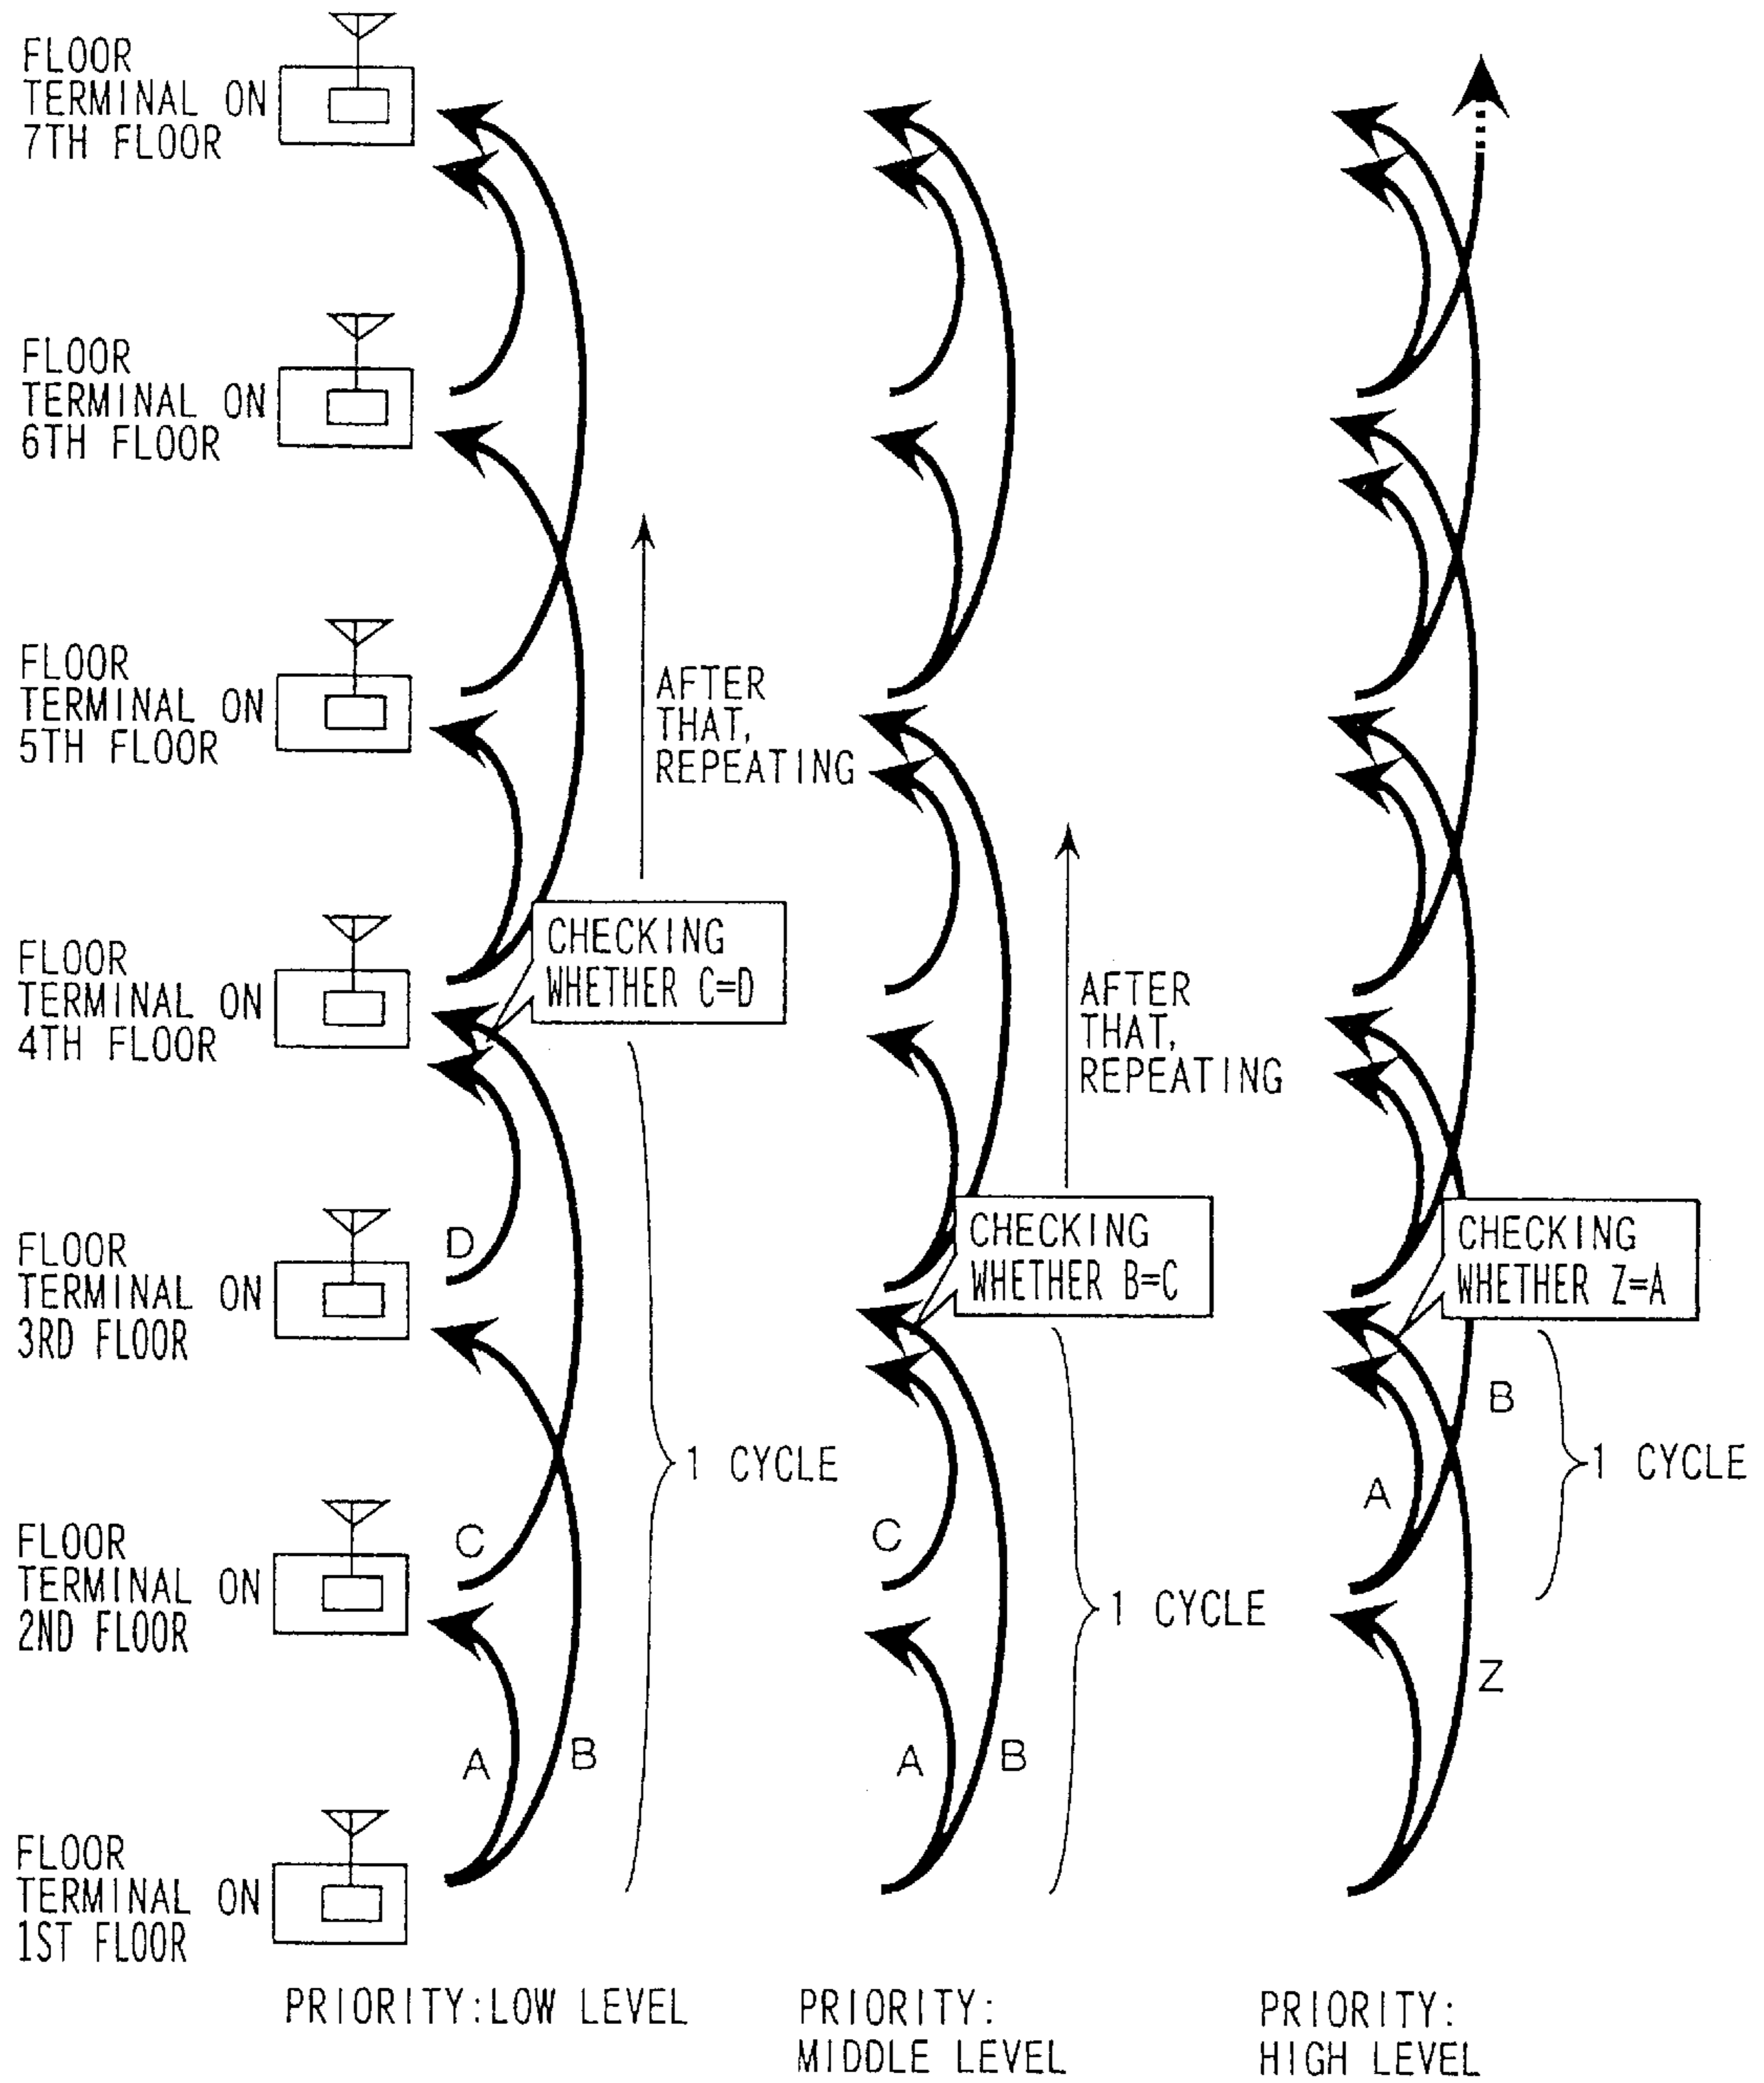 FLOOR
TERMINAL ON
7TH FLOOR
FLOOR
TERMINAL ON
6TH FLOOR
FLOOR
TERMINAL ON
5TH FLOOR
AFTER
THAT,
REPEATING
CHECKING
WHETHER C=D
FLOOR
TERMINAL ON
4TH FLOOR
AFTER
THAT,
REPEATING
D
FLOOR
TERMINAL ON
3RD FLOOR
CHECKING
WHETHER B=C
CHECKING
WHETHER Z=A
B
1 CYCLE
A
1 CYCLE
C
FLOOR
TERMINAL ON
2ND FLOOR
C
1 CYCLE
Z
A
B
A
B
FLOOR
TERMINAL ON
1ST FLOOR
PRIORITY:LOW LEVEL
PRIORITY:
MIDDLE LEVEL
PRIORITY:
HIGH LEVEL